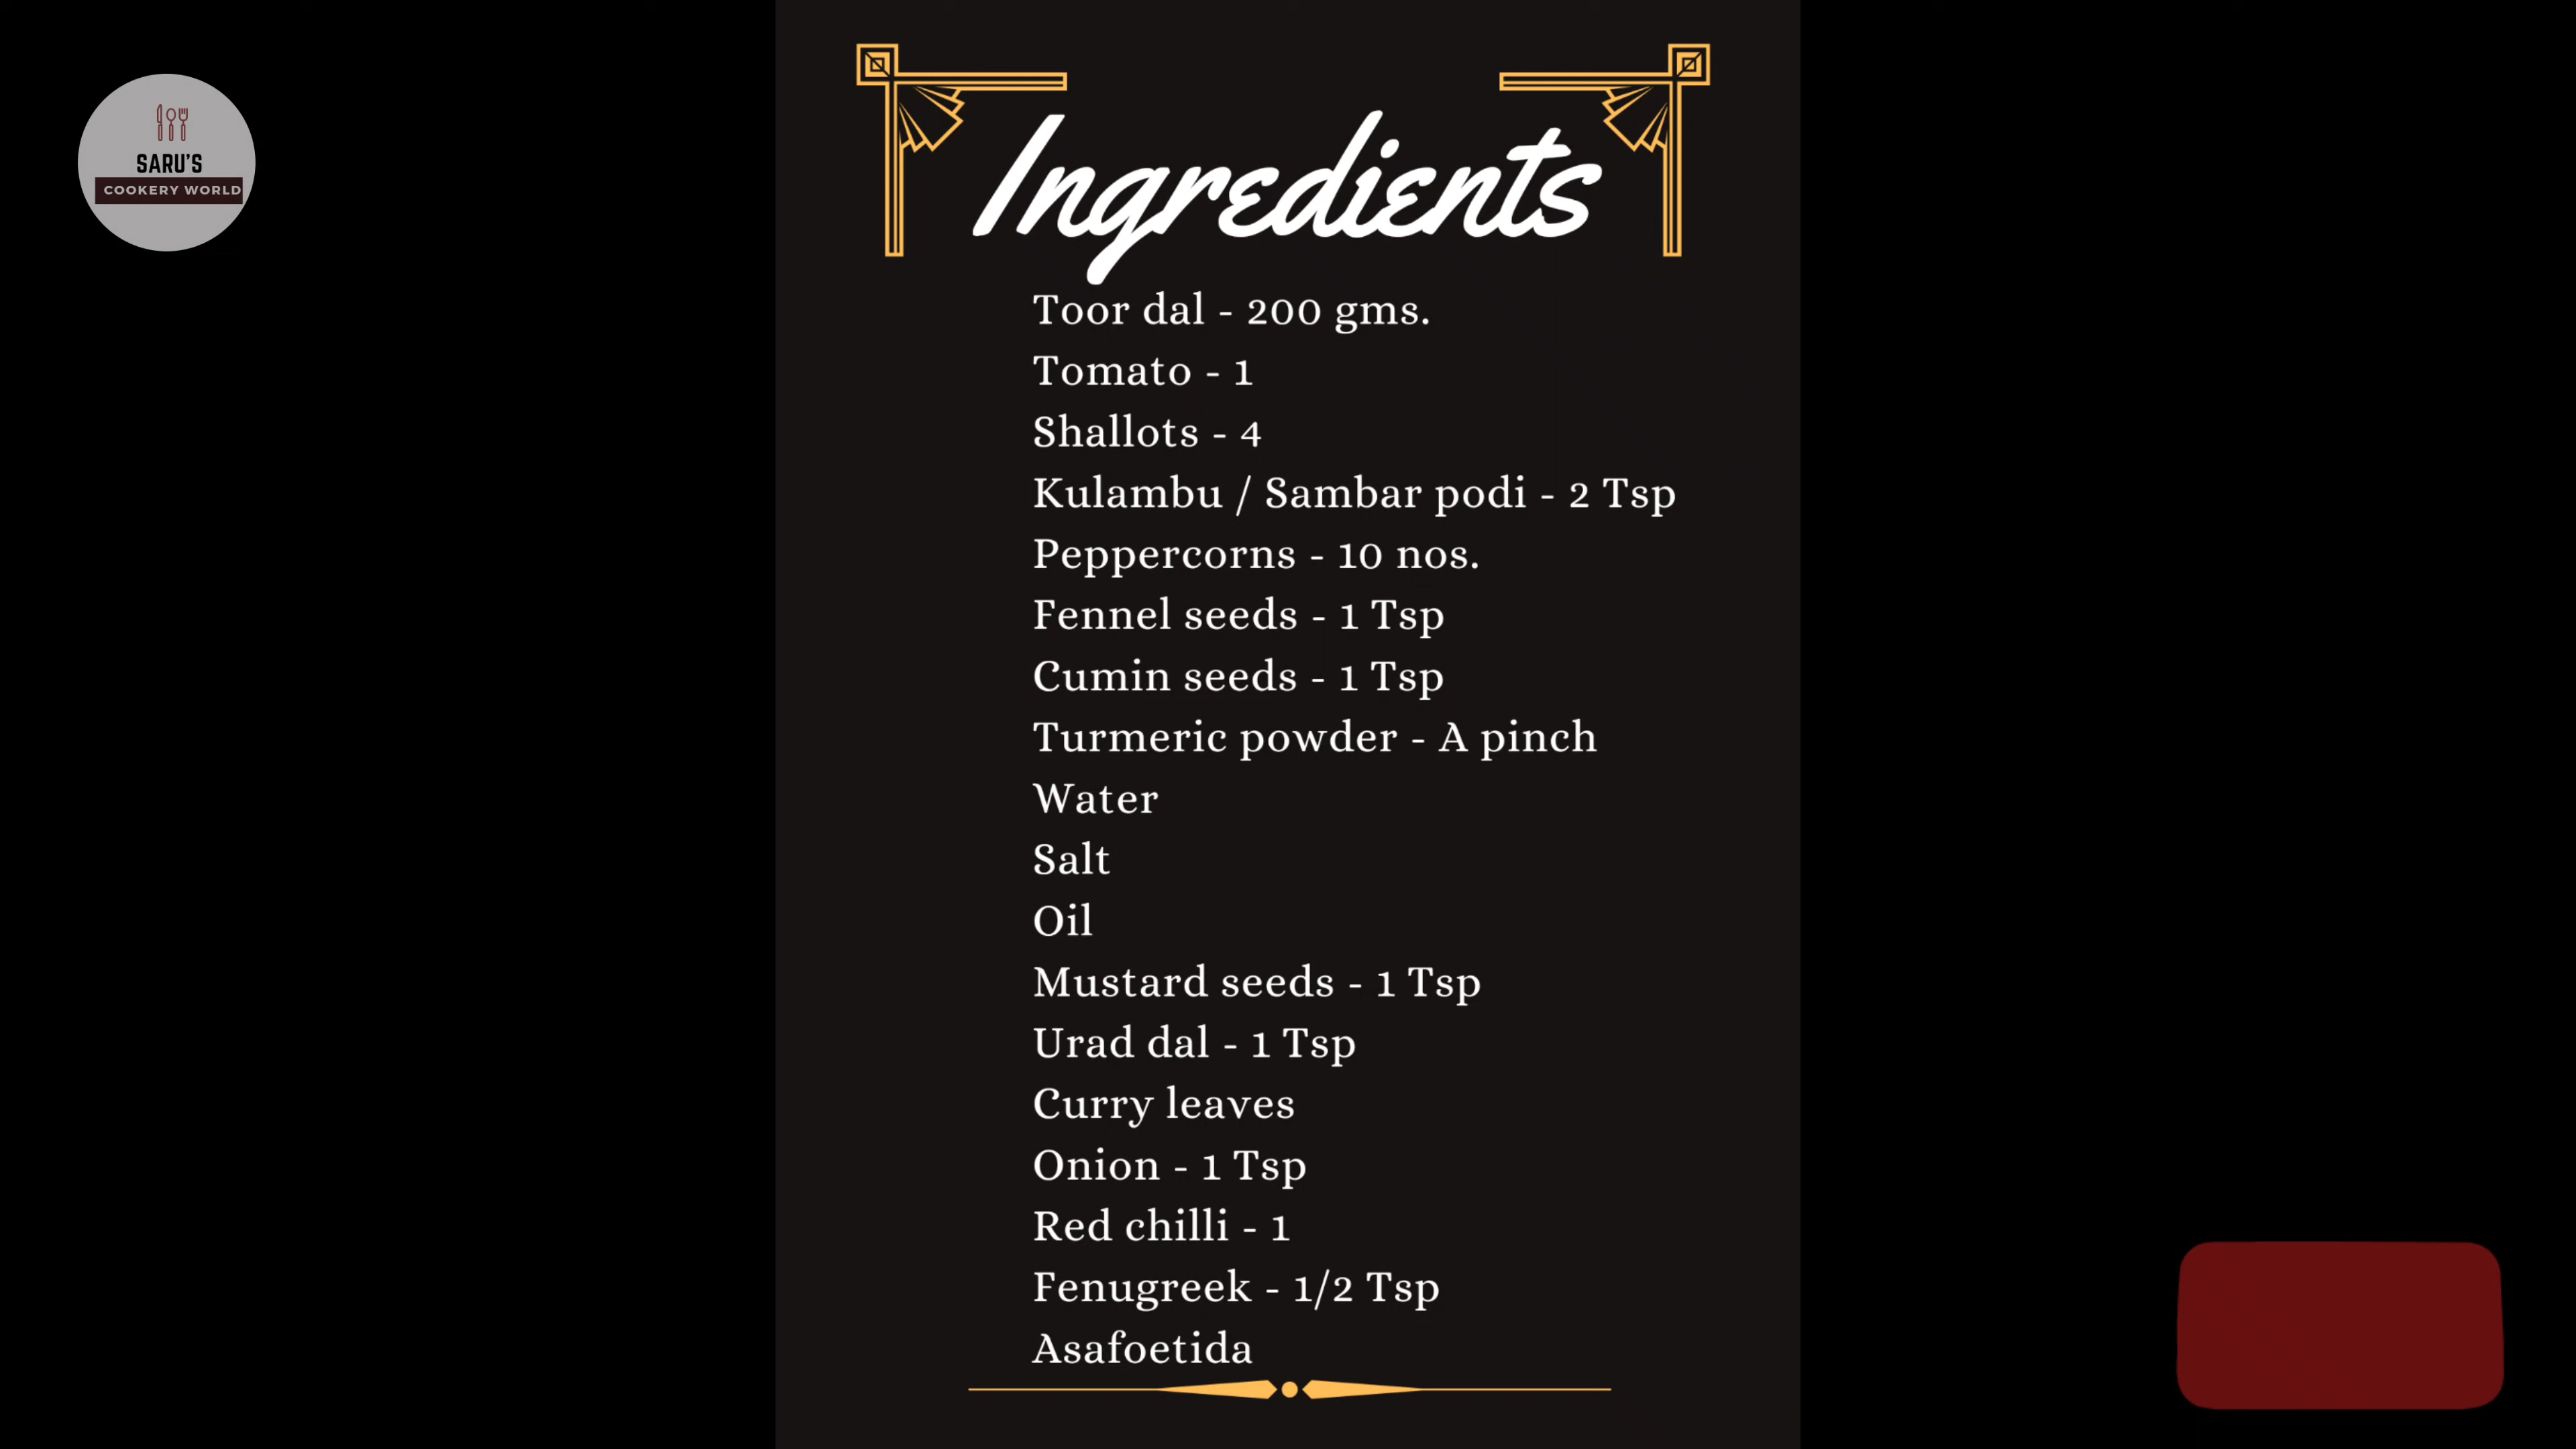 SARU'S
COOKERY WORLD
Ingredients
Toor dal - 200 gms.
Tomato - 1
Shallots - 4
Kulambu / Sambar podi - 2 Tsp
Peppercorns - 10 nos.
Fennel seeds - 1 Tsp
Cumin seeds - 1 Tsp
Turmeric powder - A pinch
Water
Salt
Oil
Mustard seeds - 1 Tsp
Urad dal - 1 Tsp
Curry leaves
Onion - 1 Tsp
Red chilli - 1
Fenugreek - 1/2 Tsp
Asafoetida